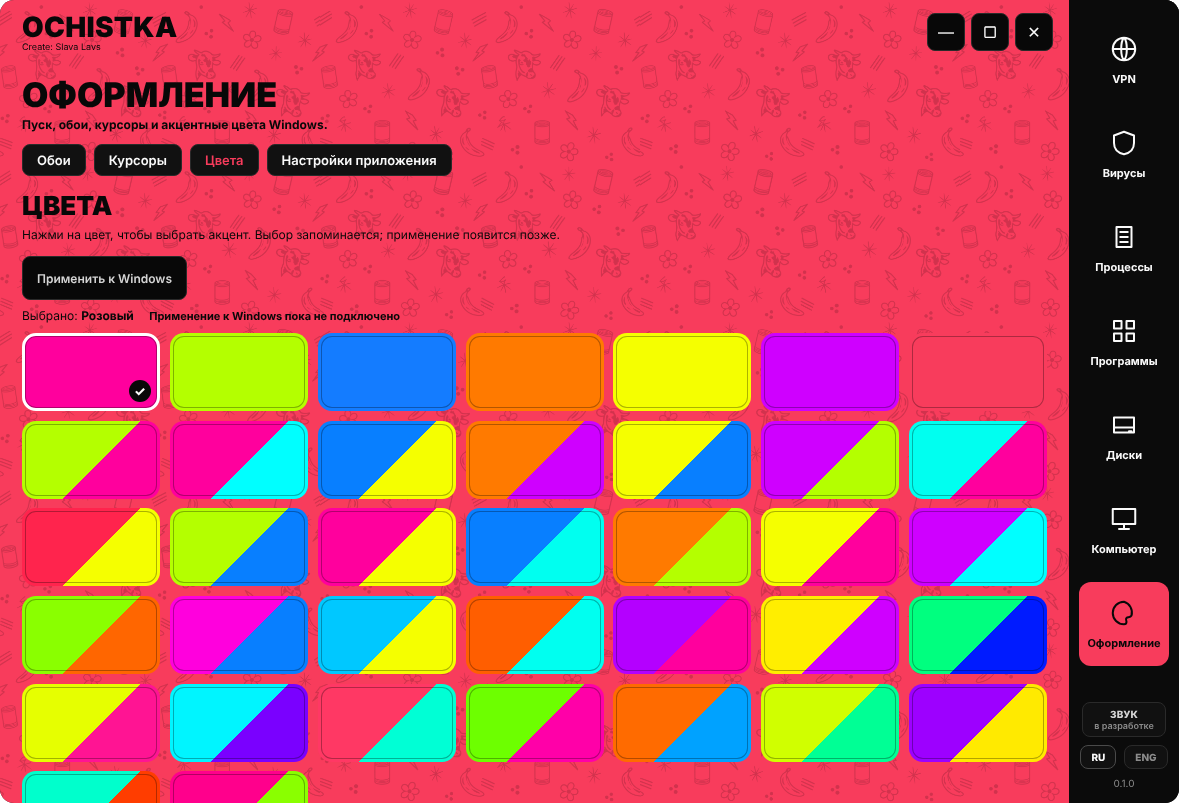 OCHISTKA
Create: Slava Lavs
ОФОРМЛЕНИЕ
Пуск, обои, курсоры и акцентные цвета Windows.
Обои
Курсоры
Цвета
Настройки приложения
ЦВЕТА
Нажми на цвет, чтобы выбрать акцент. Выбор запоминается; применение появится позже.
Применить к Windows
Выбрано: Розовый Применение к Windows пока не подключено
VPN
Вирусы
Процессы
Программы
Диски
Компьютер
Оформление
ЗВУК
в разработке
RU
ENG
0.1.0